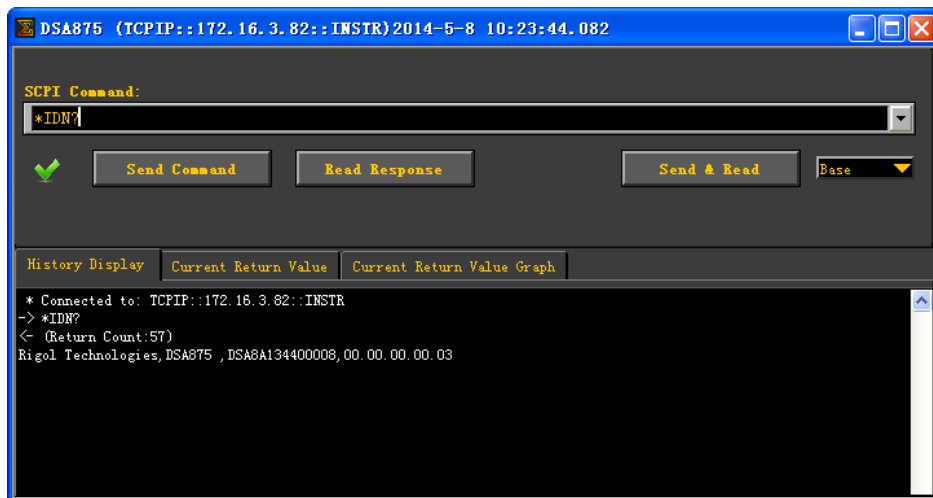 DSA875 (TCPIP::172.16.3.82::INSTR)2014-5-8 10:23:44.082
SCPI Command:
*IDN?
Send Command Read Response Send & Read Base
History Display Current Return Value Current Return Value Graph
* Connected to: TCPIP::172.16.3.82::INSTR
-> *IDN?
<- (Return Count:57)
Rigol Technologies,DSA875 ,DSA8A134400008,00.00.00.00.03